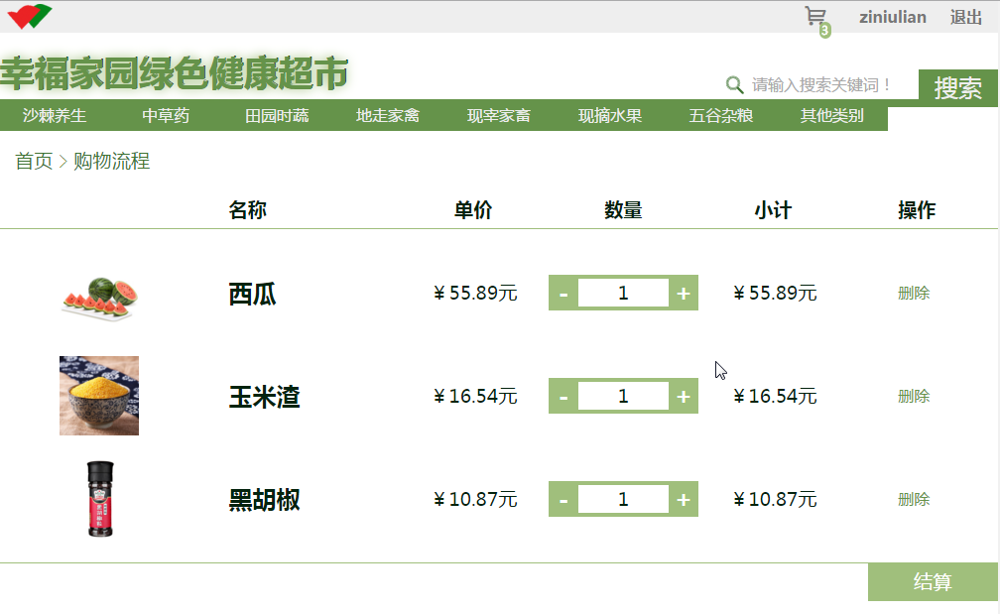 3 ziniulian 退出
幸福家园绿色健康超市
请输入搜索关键词！ 搜索
沙棘养生 中草药 田园时蔬 地走家禽 现宰家畜 现摘水果 五谷杂粮 其他类别
首页 > 购物流程
名称 单价 数量 小计 操作
西瓜 ¥55.89元 - 1 + ¥55.89元 删除
玉米渣 ¥16.54元 - 1 + ¥16.54元 删除
黑胡椒 ¥10.87元 - 1 + ¥10.87元 删除
结算